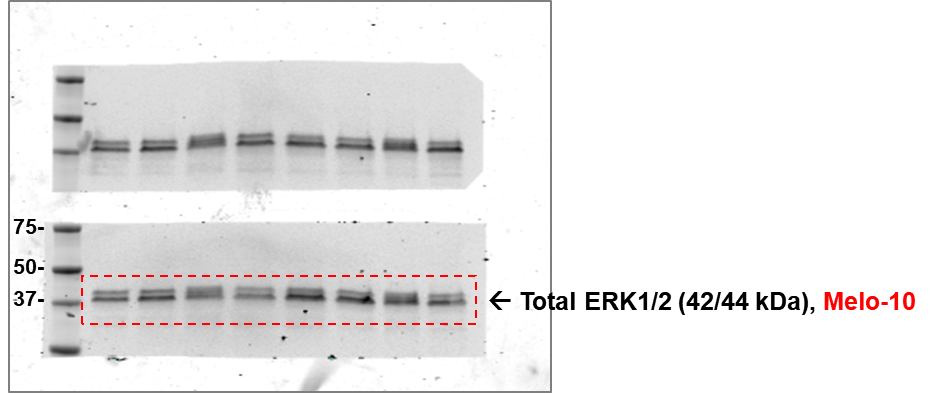 75-
50-
37-
← Total ERK1/2 (42/44 kDa), Melo-10